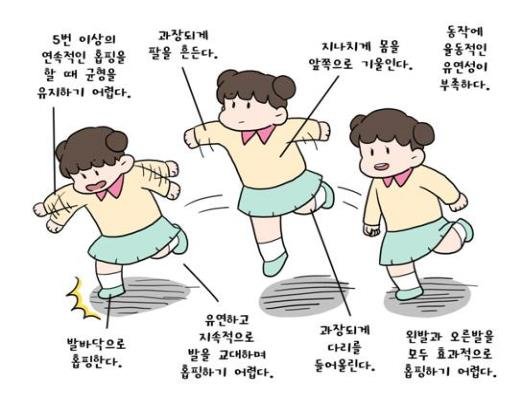 5번 이상의
연속적인 홉핑을
할 때 균형을
유지하기 어렵다.
과장되게
팔을 흔든다.
지나치게 몸을
앞쪽으로 기울인다.
동작에
율동적인
유연성이
부족하다.
발바닥으로
홉핑한다.
유연하고
지속적으로
발을 교대하며
홉핑하기 어렵다.
과장되게
다리를
들어올린다.
왼발과 오른발을
모두 효과적으로
홉핑하기 어렵다.